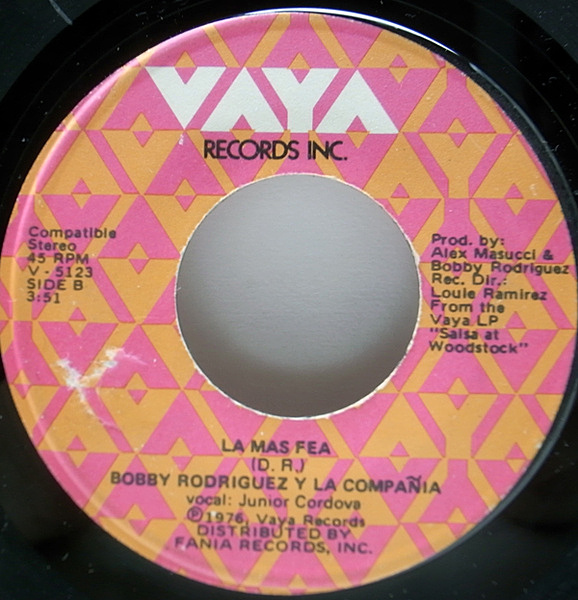 VAYA
RECORDS INC.
Compatible
Stereo
45 RPM
V - 5123
SIDE B
3:51
Prod. by:
Alex Masucci &
Bobby Rodriguez
Rec. Dir.:
Louie Ramirez
From the
Vaya LP
"Salsa at
Woodstock"
LA MAS FEA
(D. R.)
BOBBY RODRIGUEZ Y LA COMPAÑIA
vocal: Junior Cordova
℗ 1976, Vaya Records
DISTRIBUTED BY
FANIA RECORDS, INC.